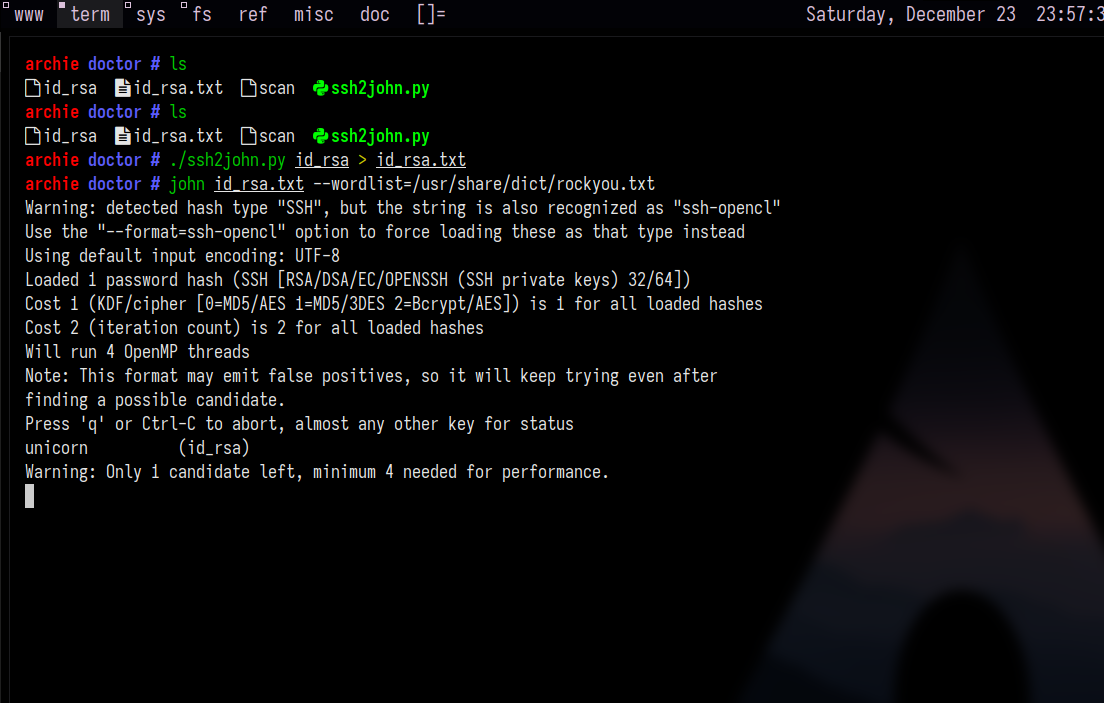 www term sys fs ref misc doc []= Saturday, December 23 23:57:3
archie doctor # ls
id_rsa id_rsa.txt scan ssh2john.py
archie doctor # ls
id_rsa id_rsa.txt scan ssh2john.py
archie doctor # ./ssh2john.py id_rsa > id_rsa.txt
archie doctor # john id_rsa.txt --wordlist=/usr/share/dict/rockyou.txt
Warning: detected hash type "SSH", but the string is also recognized as "ssh-opencl"
Use the "--format=ssh-opencl" option to force loading these as that type instead
Using default input encoding: UTF-8
Loaded 1 password hash (SSH [RSA/DSA/EC/OPENSSH (SSH private keys) 32/64])
Cost 1 (KDF/cipher [0=MD5/AES 1=MD5/3DES 2=Bcrypt/AES]) is 1 for all loaded hashes
Cost 2 (iteration count) is 2 for all loaded hashes
Will run 4 OpenMP threads
Note: This format may emit false positives, so it will keep trying even after
finding a possible candidate.
Press 'q' or Ctrl-C to abort, almost any other key for status
unicorn (id_rsa)
Warning: Only 1 candidate left, minimum 4 needed for performance.